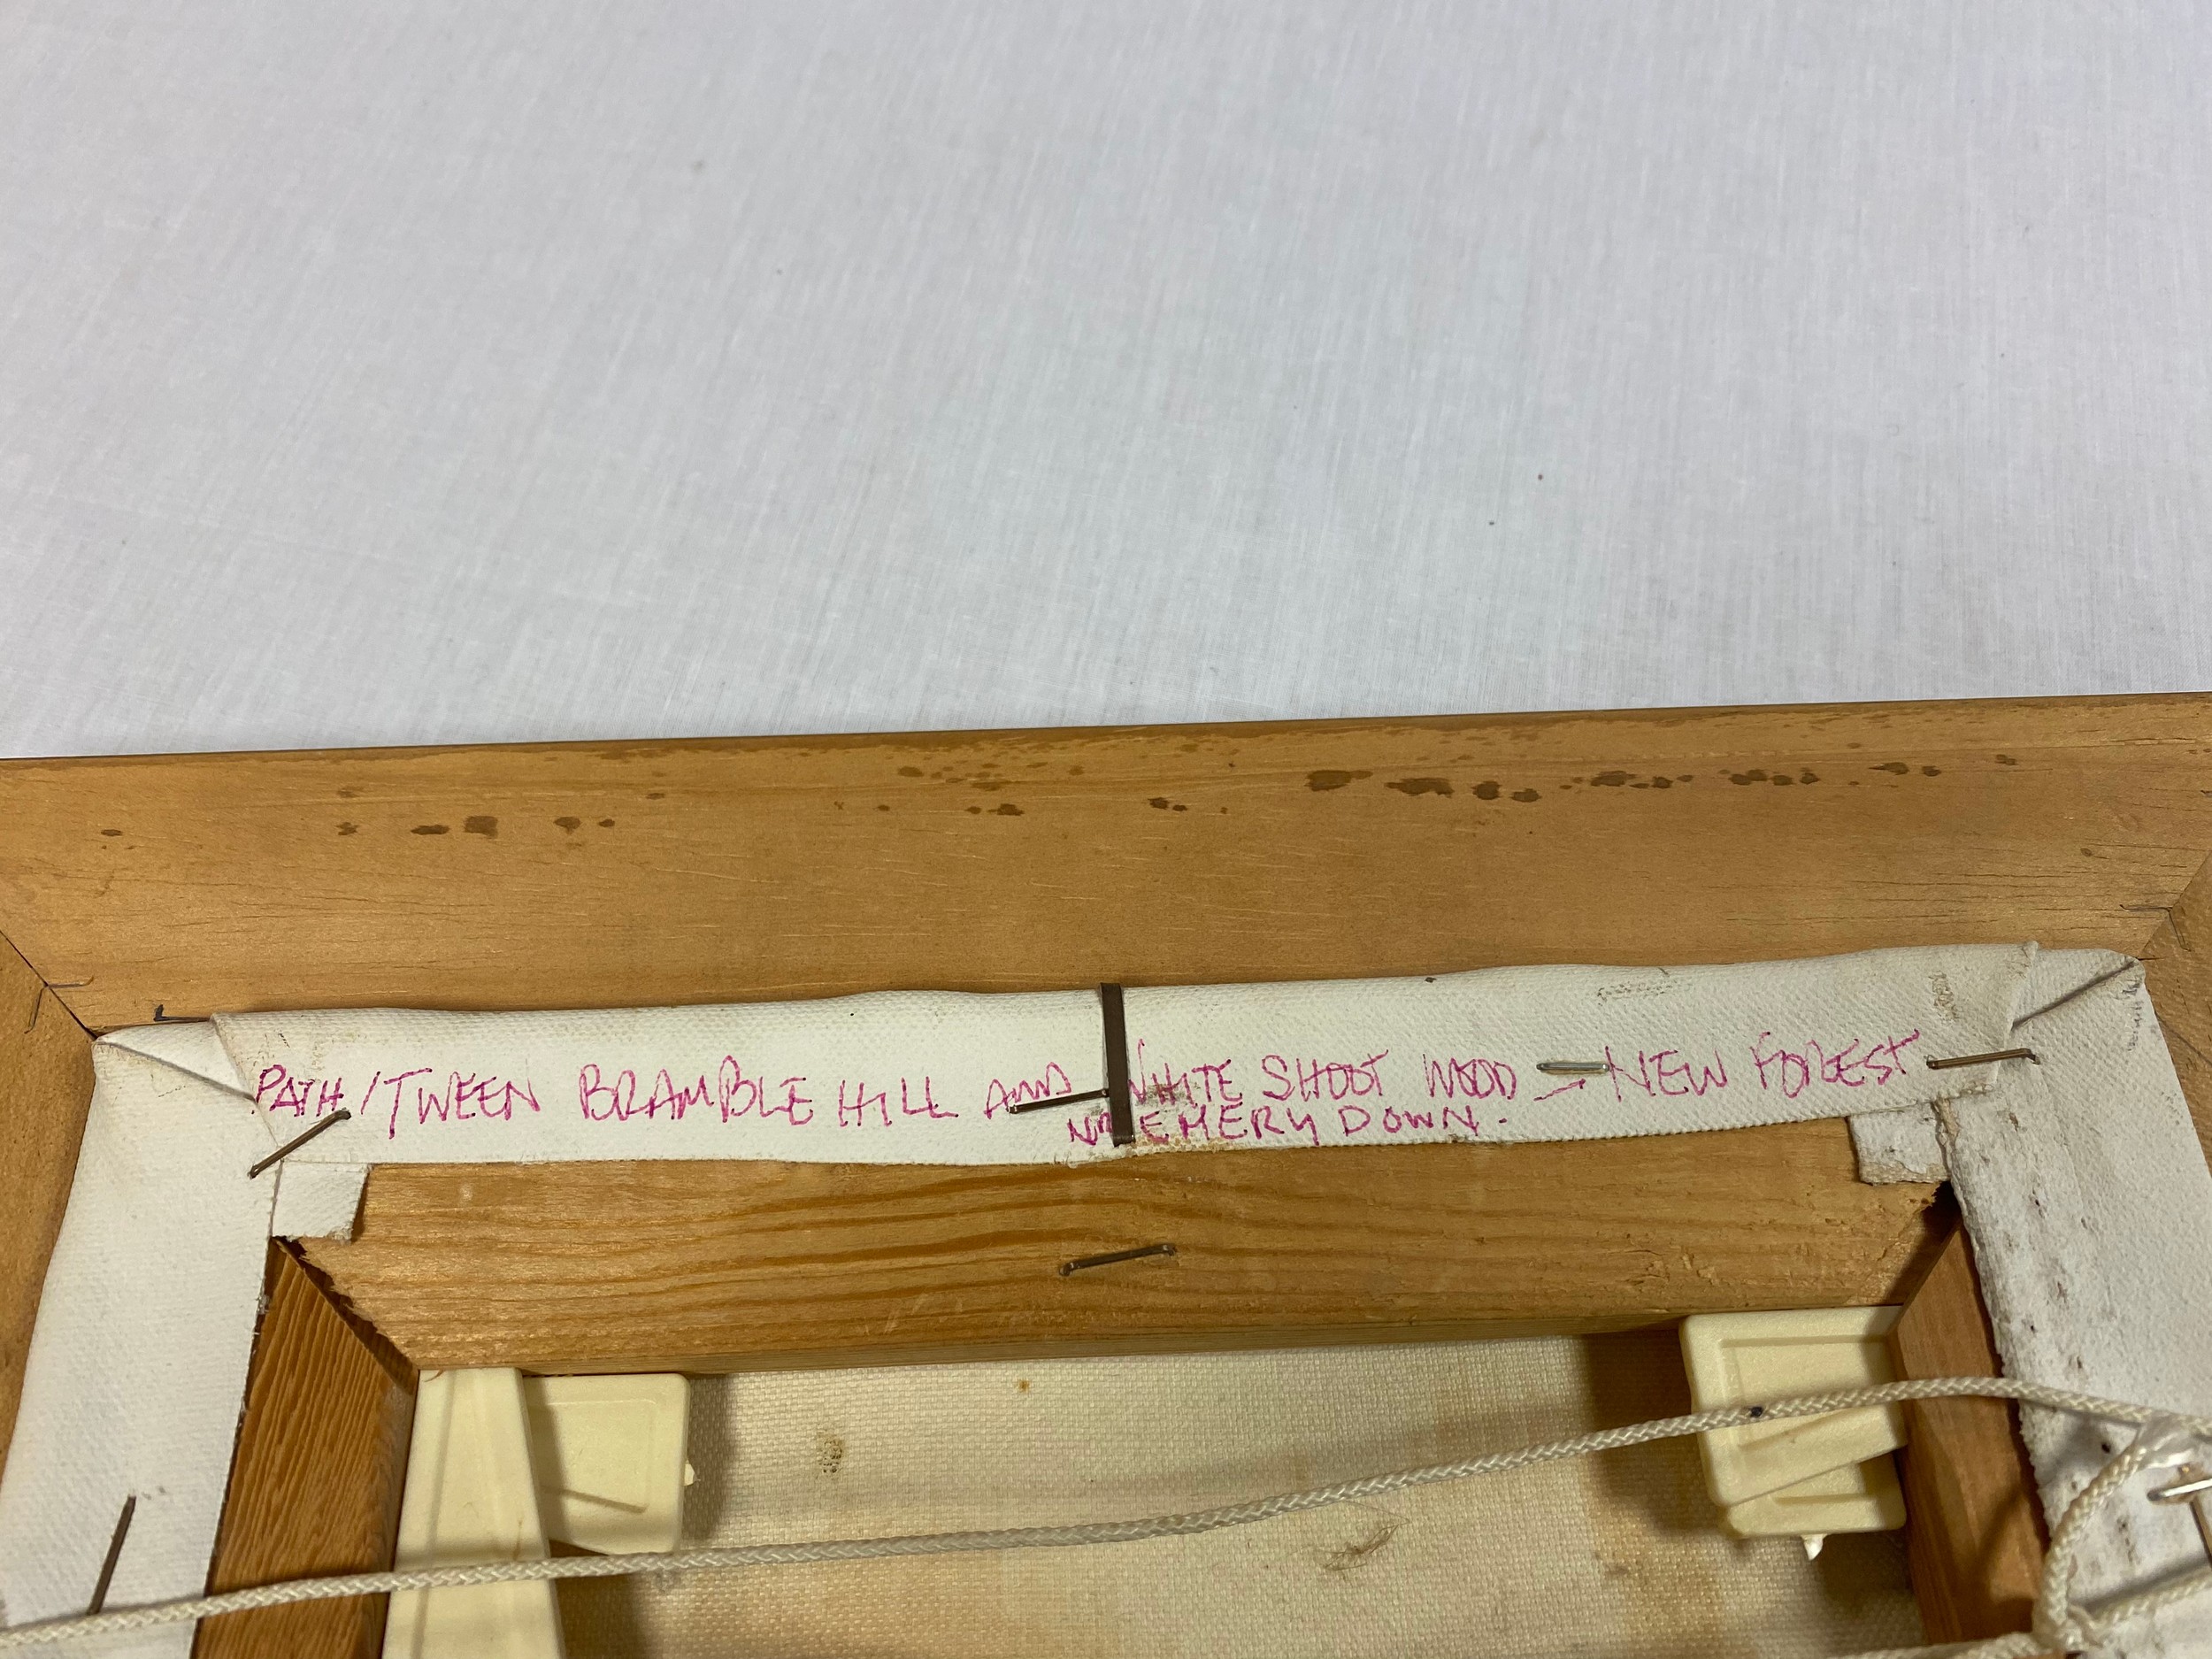 PATH/TWEEN BRAMBLE HILL AND WHITE SHOOT WOOD – NEW FOREST
NR EMERY DOWN.